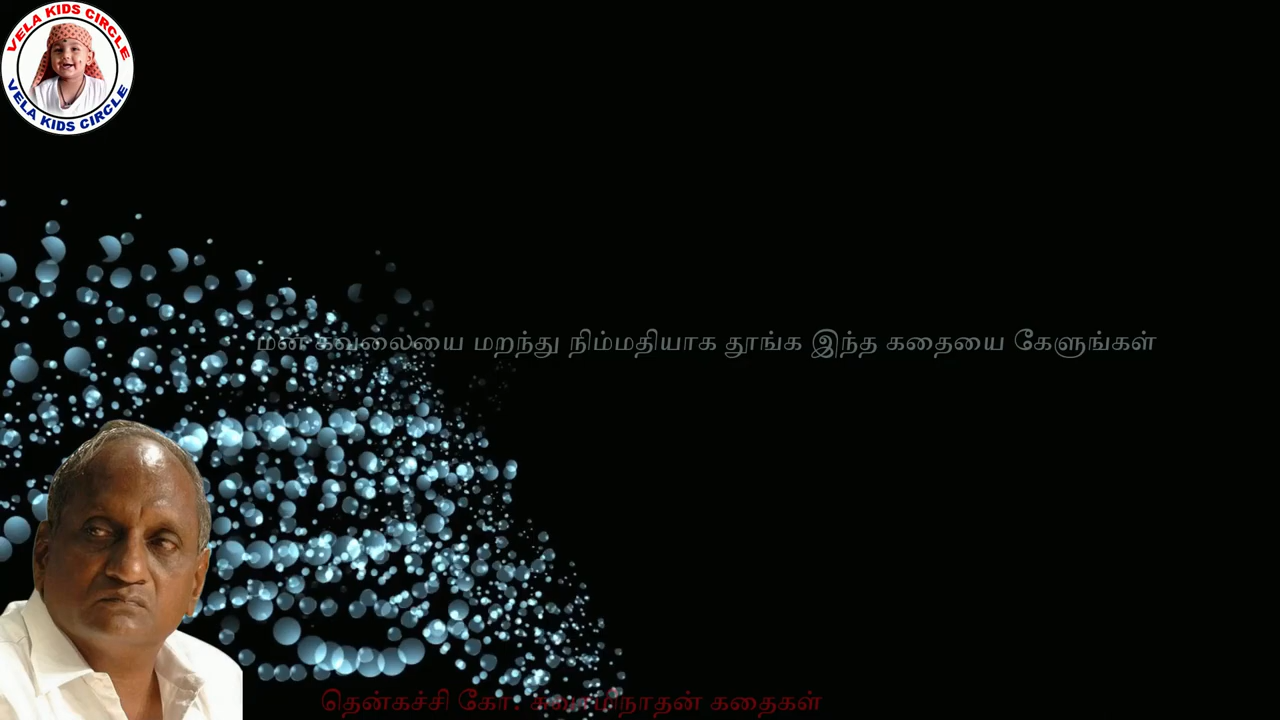 VELA KIDS CIRCLE
VELA KIDS CIRCLE
மன கவலையை மறந்து நிம்மதியாக தூங்க இந்த கதையை கேளுங்கள்
தென்கச்சி கோ. சுவாமிநாதன் கதைகள்